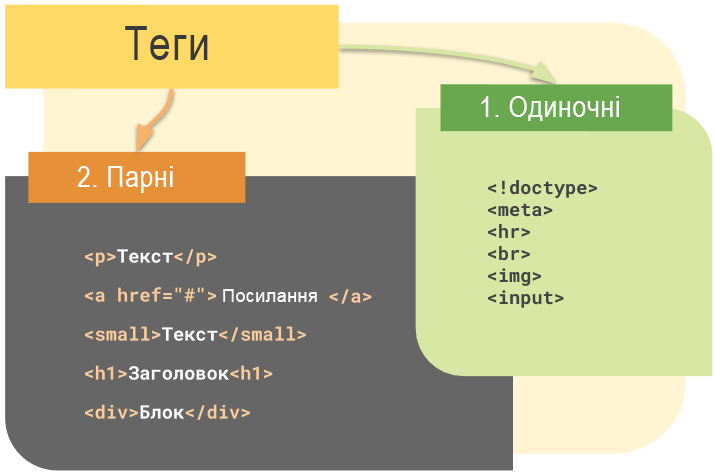 Теги
1. Одиночні
<!doctype>
<meta>
<hr>
<br>
<img>
<input>
2. Парні
<p>Текст</p>
<a href="#"> Посилання </a>
<small>Текст</small>
<h1>Заголовок<h1>
<div>Блок</div>